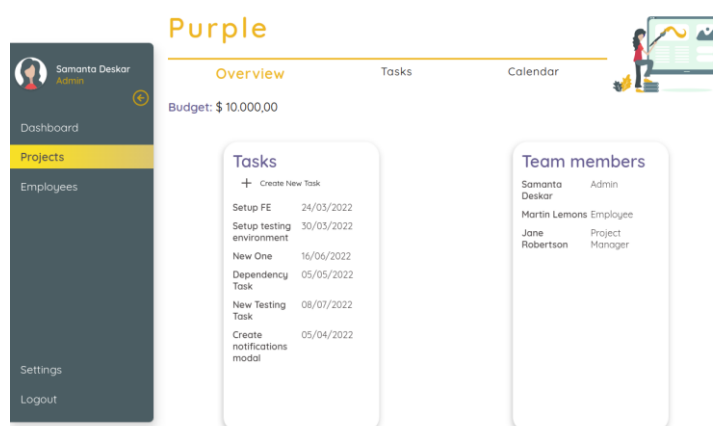 Purple
Samanta Deskar
Admin
Overview
Tasks
Calendar
Budget: $ 10.000,00
Dashboard
Projects
Employees
Settings
Logout
Tasks
Create New Task
Setup FE 24/03/2022
Setup testing 30/03/2022
environment
New One 16/06/2022
Dependency 05/05/2022
Task
New Testing 08/07/2022
Task
Create 05/04/2022
notifications
modal
Team members
Samanta Admin
Deskar
Martin Lemons Employee
Jane Project
Robertson Manager